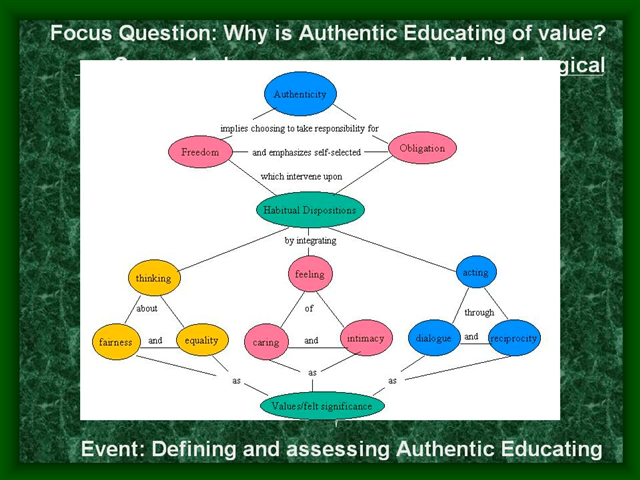 Focus Question: Why is Authentic Educating of value?
Authenticity
implies choosing to take responsibility for
Freedom
and emphasizes self-selected
Obligation
which intervene upon
Habitual Dispositions
by integrating
thinking
feeling
acting
about
of
through
fairness
and
equality
caring
and
intimacy
dialogue
and
reciprocity
as
as
as
Values/felt significance
Event: Defining and assessing Authentic Educating